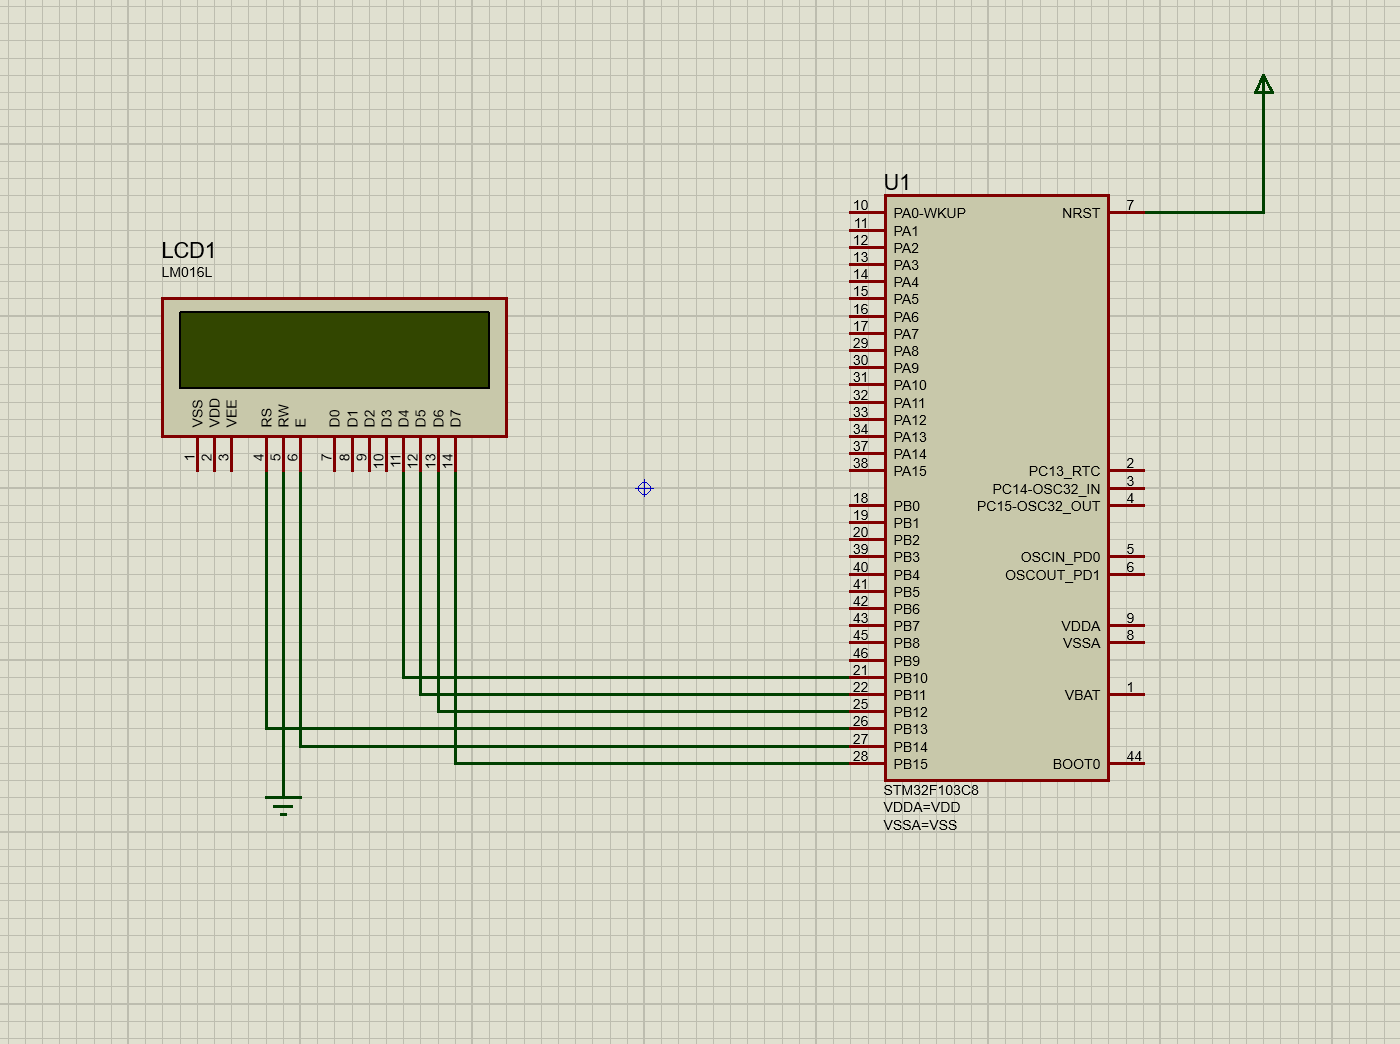 LCD1
LM016L
VSS
VDD
VEE
RS
RW
E
D0
D1
D2
D3
D4
D5
D6
D7
1
2
3
4
5
6
7
8
9
10
11
12
13
14
U1
10 PA0-WKUP NRST 7
11 PA1
12 PA2
13 PA3
14 PA4
15 PA5
16 PA6
17 PA7
29 PA8
30 PA9
31 PA10
32 PA11
33 PA12
34 PA13
37 PA14
38 PA15 PC13_RTC 2
PC14-OSC32_IN 3
18 PB0 PC15-OSC32_OUT 4
19 PB1
20 PB2
39 PB3 OSCIN_PD0 5
40 PB4 OSCOUT_PD1 6
41 PB5
42 PB6
43 PB7 VDDA 9
45 PB8 VSSA 8
46 PB9
21 PB10
22 PB11 VBAT 1
25 PB12
26 PB13
27 PB14
28 PB15 BOOT0 44
STM32F103C8
VDDA=VDD
VSSA=VSS